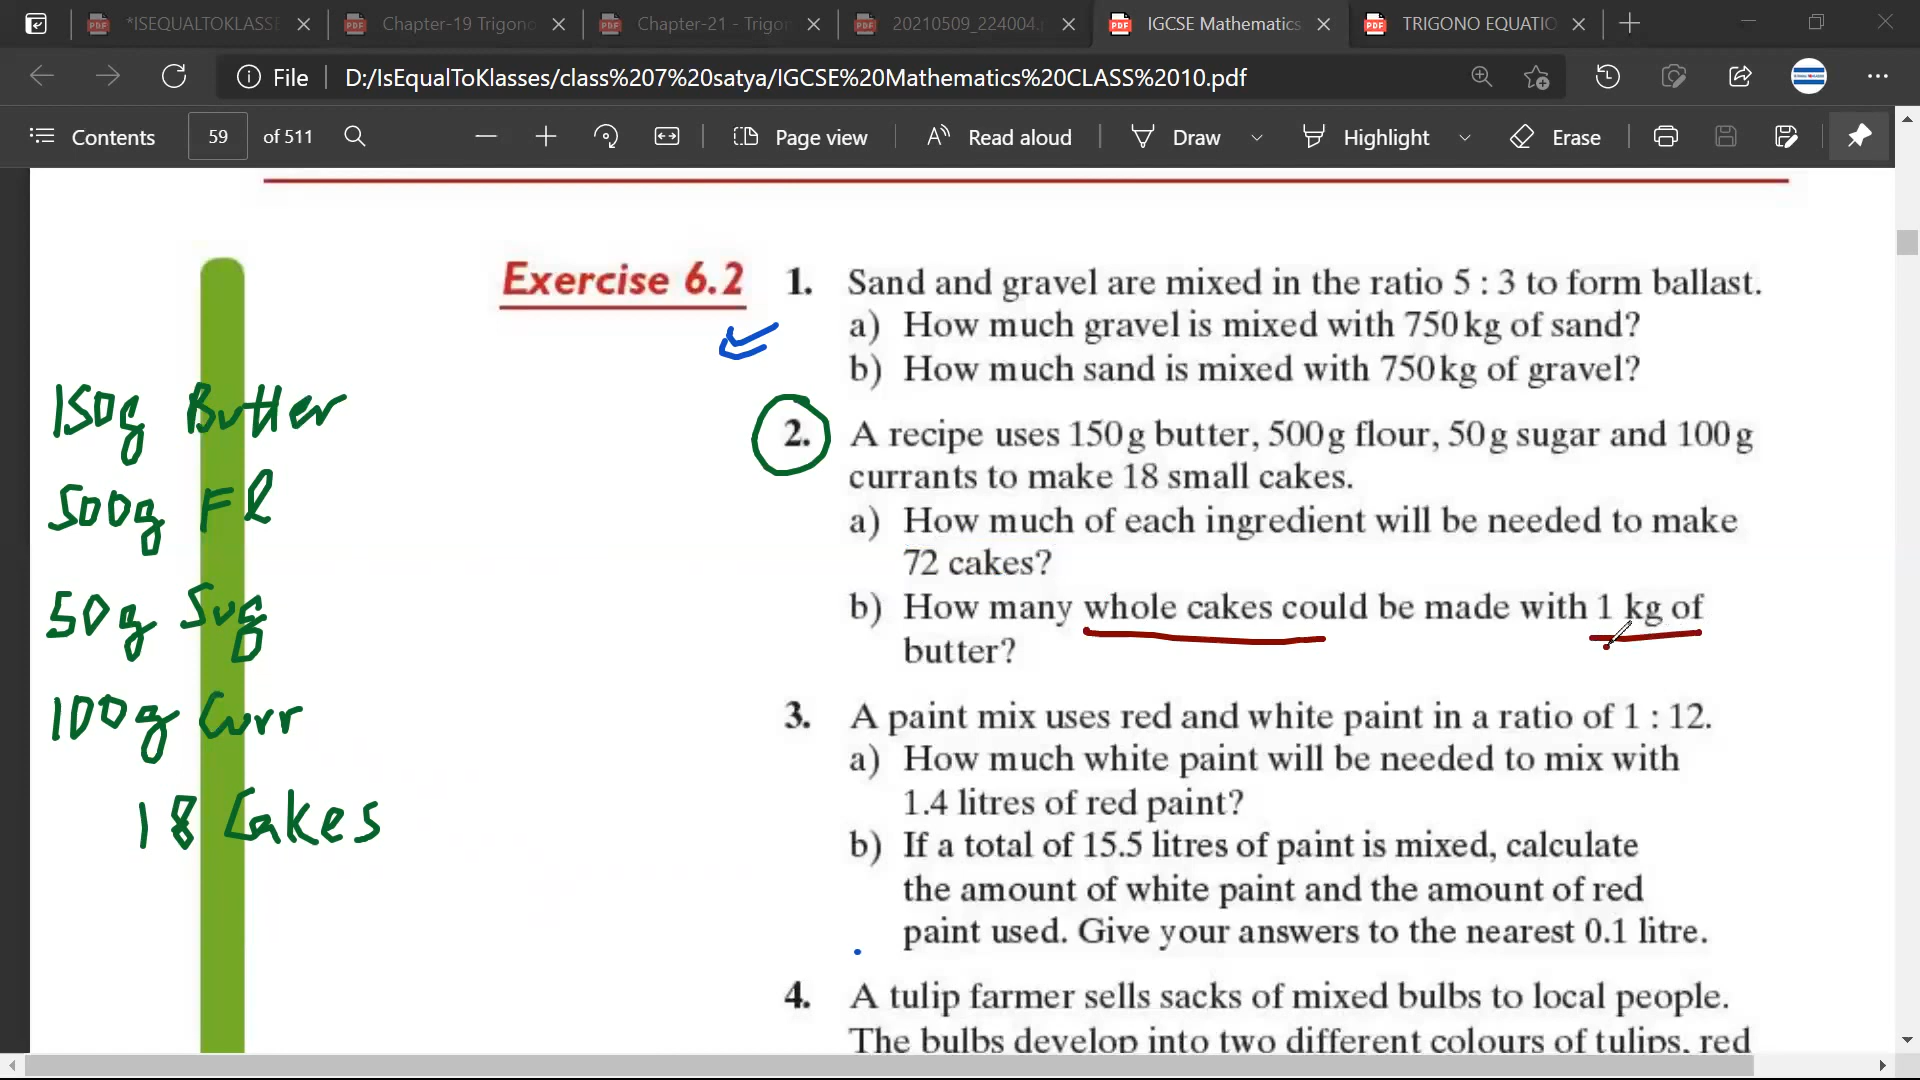 *ISEQUALTOKLASSE
Chapter-19 Trigono
Chapter-21 - Trigon
20210509_224004.p
IGCSE Mathematics
TRIGONO EQUATIO
File
D:/IsEqualToKlasses/class%207%20satya/IGCSE%20Mathematics%20CLASS%2010.pdf
Contents
59
of 511
Page view
Read aloud
Draw
Highlight
Erase
Exercise 6.2
1. Sand and gravel are mixed in the ratio 5 : 3 to form ballast.
a) How much gravel is mixed with 750 kg of sand?
b) How much sand is mixed with 750 kg of gravel?
2. A recipe uses 150 g butter, 500 g flour, 50 g sugar and 100 g
currants to make 18 small cakes.
a) How much of each ingredient will be needed to make
72 cakes?
b) How many whole cakes could be made with 1 kg of
butter?
3. A paint mix uses red and white paint in a ratio of 1 : 12.
a) How much white paint will be needed to mix with
1.4 litres of red paint?
b) If a total of 15.5 litres of paint is mixed, calculate
the amount of white paint and the amount of red
paint used. Give your answers to the nearest 0.1 litre.
4. A tulip farmer sells sacks of mixed bulbs to local people.
The bulbs develop into two different colours of tulips, red
150g Butter
500g Fl
50g Sug
100g Curr
18 Cakes